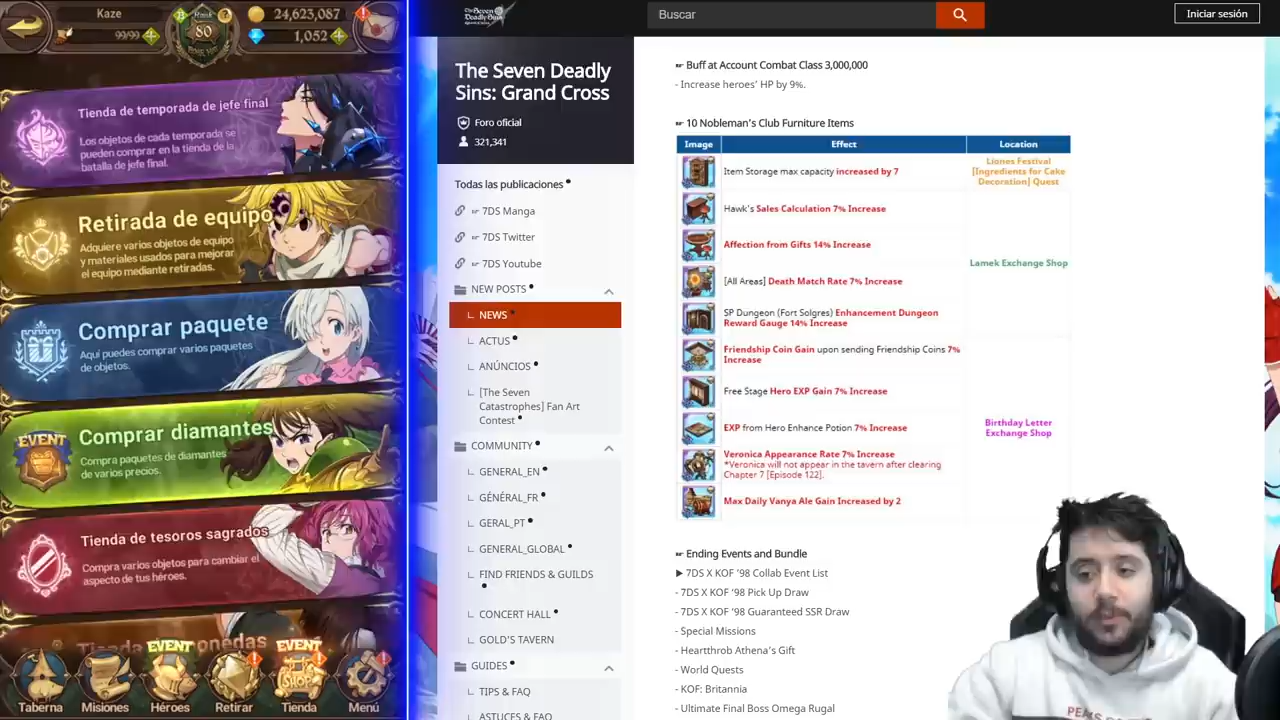 Kaze
Rank
80
9999
24,623,087
1,052
Tienda de temporada de jefe final
Los objetos de cada temporada se
pueden comprar en la tienda de la
batalla de jefe final.
Retirada de equipo
Adquiere varios objetos de equipo
y materiales usados para mejorar
el equipo mediante retiradas.
Comprar paquete
Aquí puedes comprar varios paquetes
de objetos.
EVENT
Comprar diamantes
Compra paquetes de diamantes
de varios precios.
Tienda de tesoros sagrados
Compra varios objetos para cambiar el
aspecto de tus héroes.
EVENT
EVENT
SHOP
Taberna
Misiones
Héroes
Retirar
Tienda
Menú
The Seven Deadly
Sins: Grand Cross
Foro oficial
321,341
Todas las publicaciones
☞ 7DS Manga
☞ 7DS Twitter
☞ 7DS Youtube
NEW POSTS
NEWS
ACTUS
ANÚNCIOS
[The Seven
Catastrophes] Fan Art
Contest
COMMUNITY
GENERAL_EN
GÉNÉRAL_FR
GERAL_PT
GENERAL_GLOBAL
FIND FRIENDS & GUILDS
CONCERT HALL
GOLD'S TAVERN
GUIDES
TIPS & FAQ
ASTUCES & FAQ
Buscar
Iniciar sesión
☞ Buff at Account Combat Class 3,000,000
- Increase heroes' HP by 9%.
☞ 10 Nobleman's Club Furniture Items
Image Effect Location
Item Storage max capacity increased by 7
Liones Festival
[Ingredients for Cake
Decoration] Quest
Hawk's Sales Calculation 7% Increase
Affection from Gifts 14% Increase
Lamek Exchange Shop
[All Areas] Death Match Rate 7% Increase
SP Dungeon (Fort Solgres) Enhancement Dungeon
Reward Gauge 14% Increase
Friendship Coin Gain upon sending Friendship Coins 7%
Increase
Free Stage Hero EXP Gain 7% Increase
Birthday Letter
Exchange Shop
EXP from Hero Enhance Potion 7% Increase
Veronica Appearance Rate 7% Increase
*Veronica will not appear in the tavern after clearing
Chapter 7 [Episode 122].
Max Daily Vanya Ale Gain Increased by 2
☞ Ending Events and Bundle
▶ 7DS X KOF '98 Collab Event List
- 7DS X KOF '98 Pick Up Draw
- 7DS X KOF '98 Guaranteed SSR Draw
- Special Missions
- Heartthrob Athena's Gift
- World Quests
- KOF: Britannia
- Ultimate Final Boss Omega Rugal